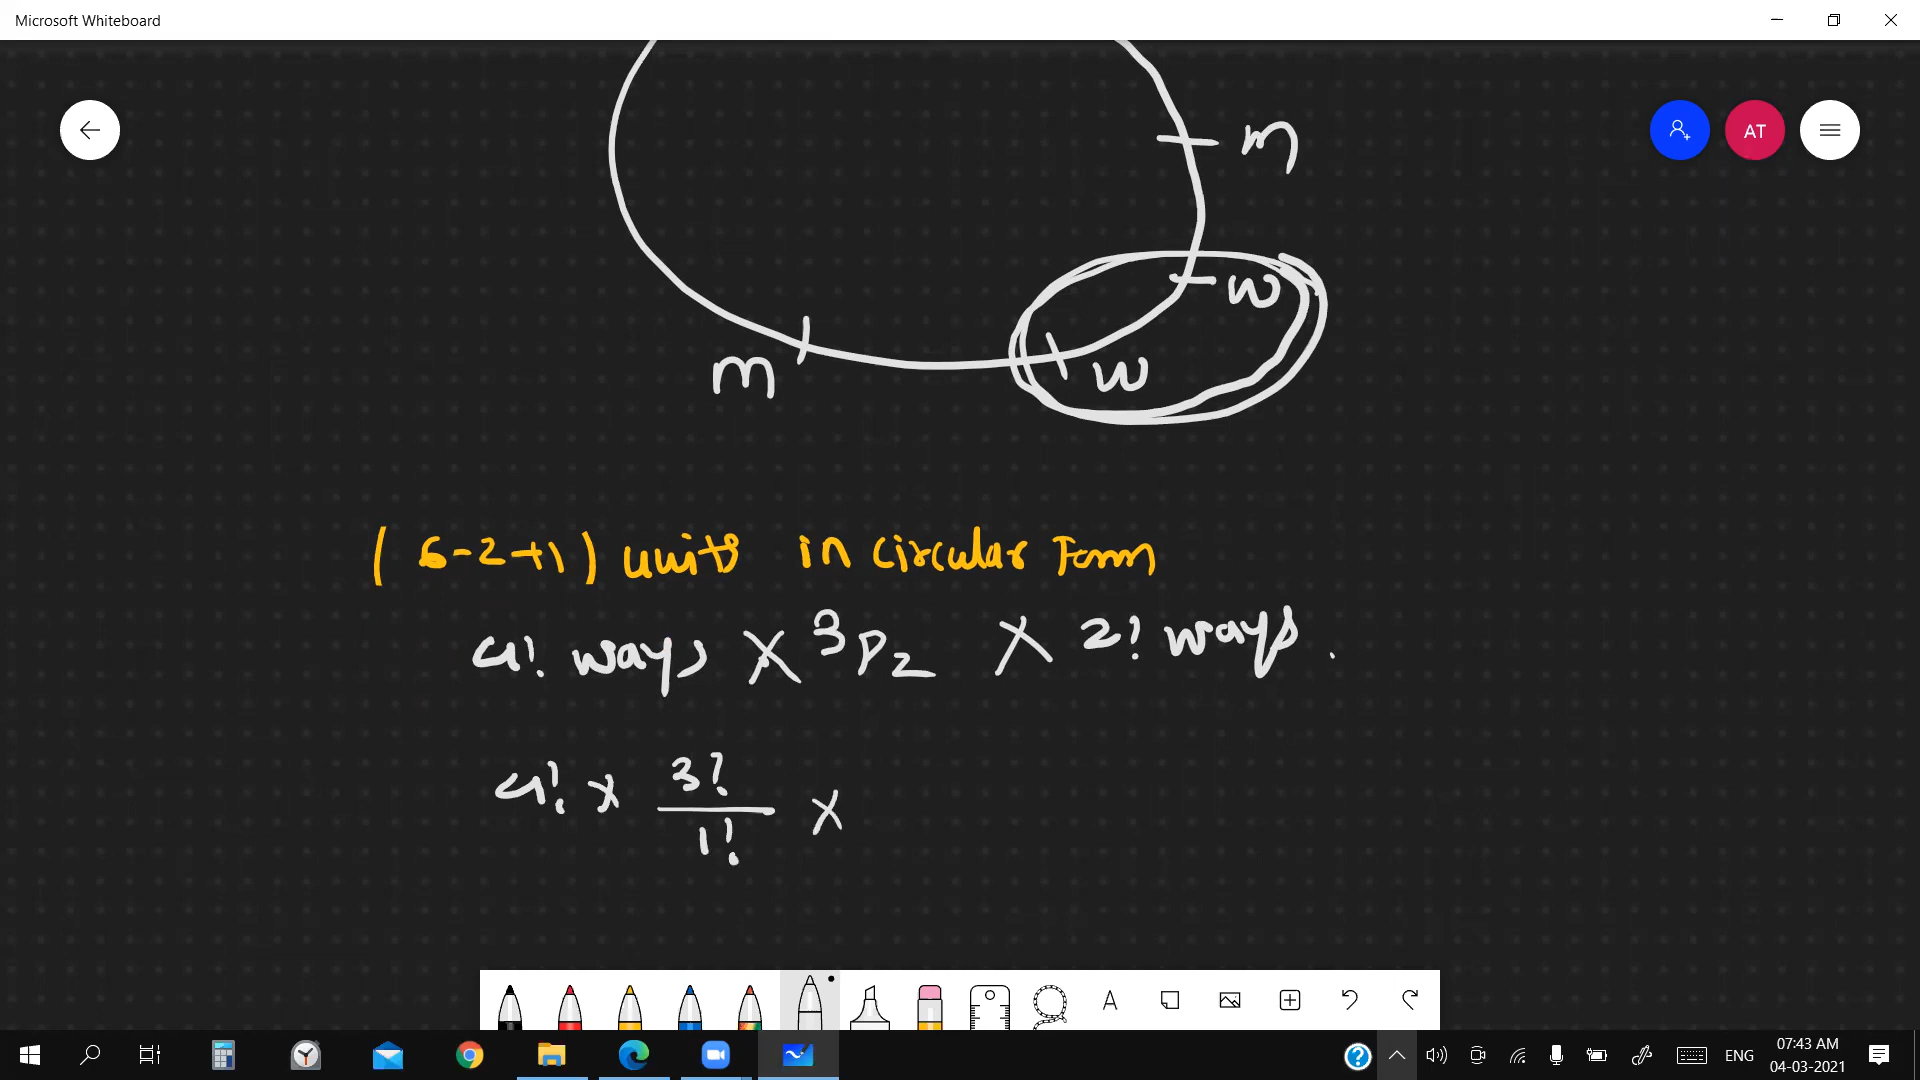 Microsoft Whiteboard
AT
m
w
m
w
(6-2+1) units in circular Form
4! ways X ³P₂ X 2! ways.
4! x 3!/1! x
A
ENG
07:43 AM
04-03-2021